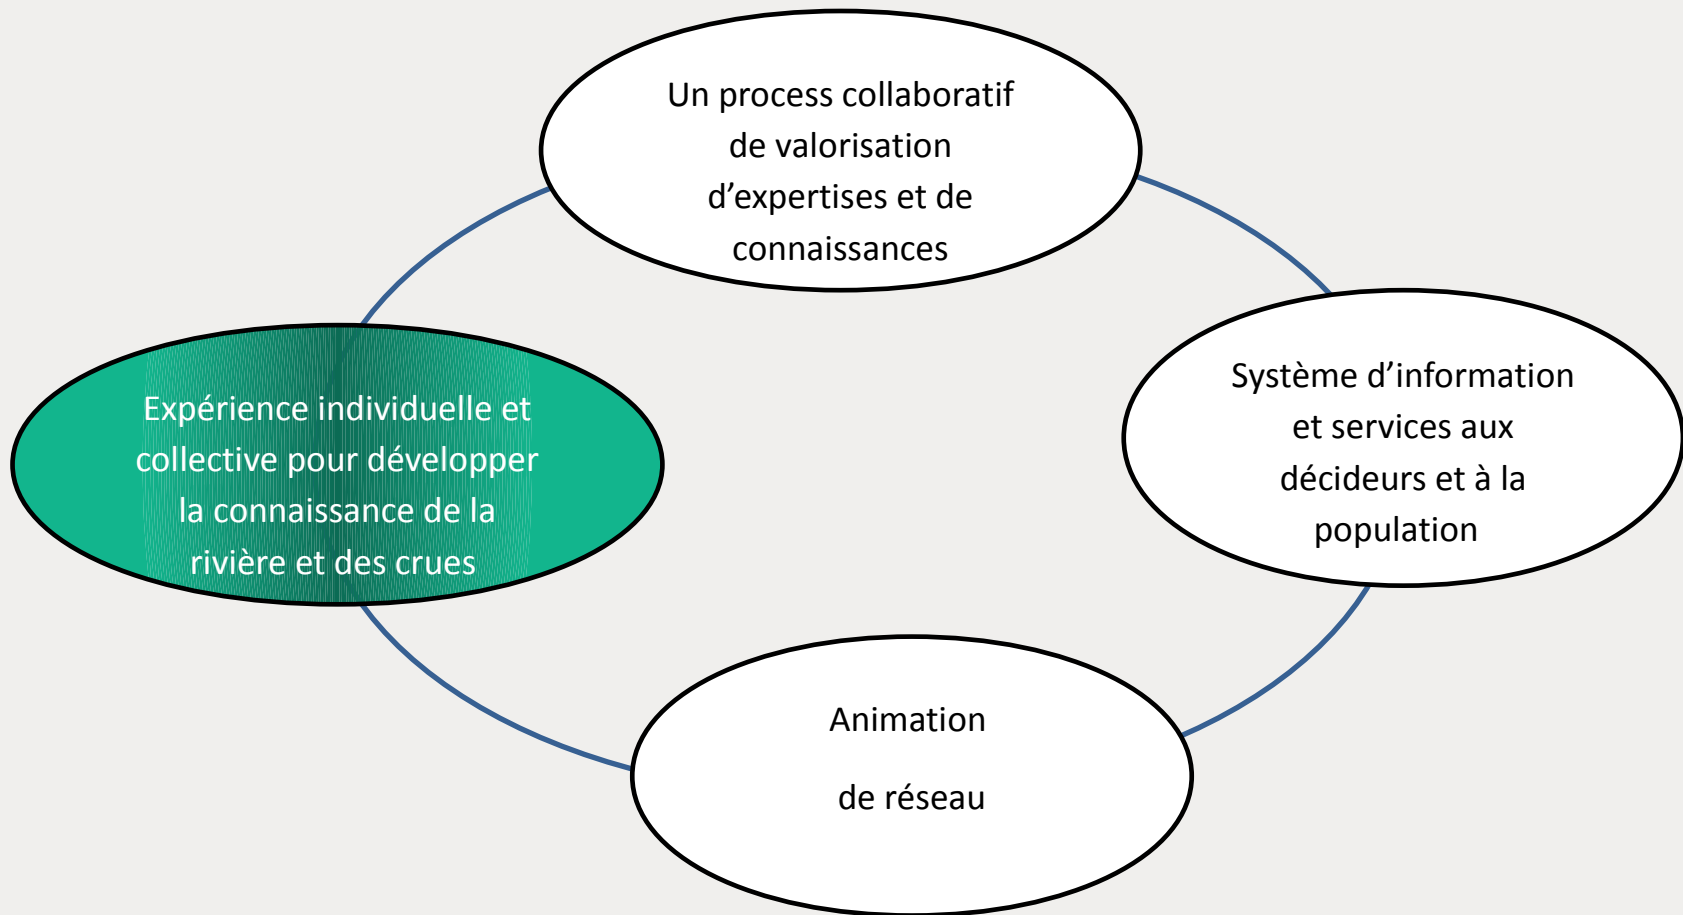 Un process collaboratif
de valorisation
d’expertises et de
connaissances
Système d’information
et services aux
décideurs et à la
population
Expérience individuelle et
collective pour développer
la connaissance de la
rivière et des crues
Animation
de réseau